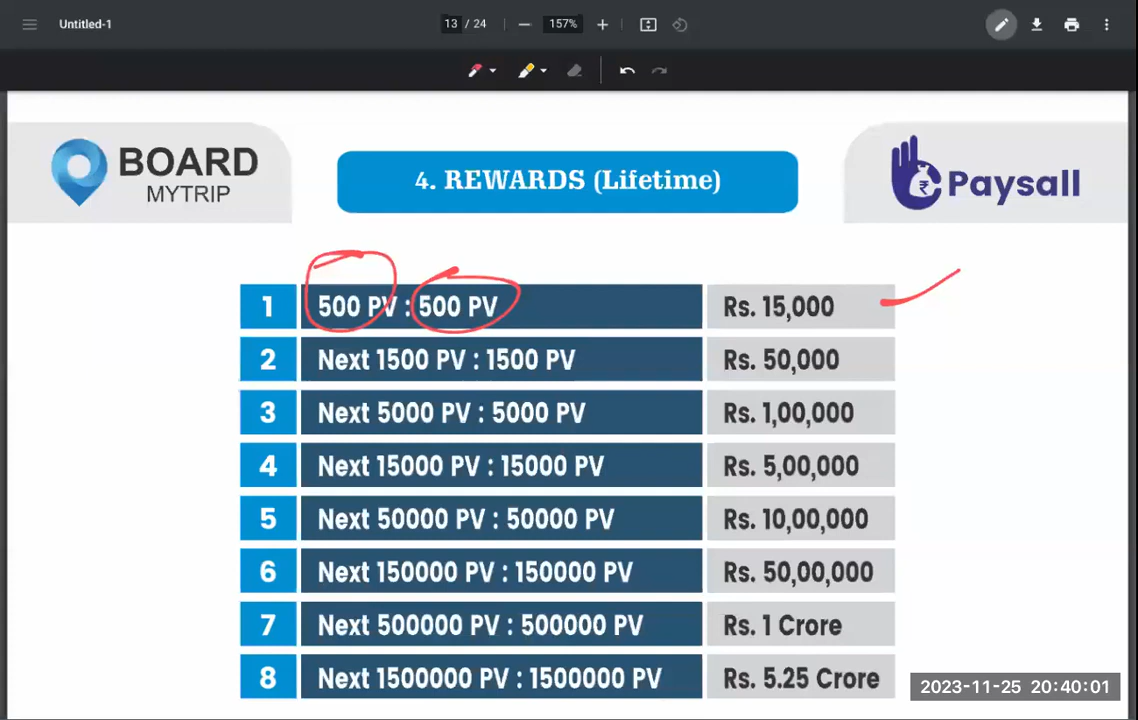 Untitled-1
13 / 24
157%
BOARD
MYTRIP
4. REWARDS (Lifetime)
Paysall
1 500 PV : 500 PV Rs. 15,000
2 Next 1500 PV : 1500 PV Rs. 50,000
3 Next 5000 PV : 5000 PV Rs. 1,00,000
4 Next 15000 PV : 15000 PV Rs. 5,00,000
5 Next 50000 PV : 50000 PV Rs. 10,00,000
6 Next 150000 PV : 150000 PV Rs. 50,00,000
7 Next 500000 PV : 500000 PV Rs. 1 Crore
8 Next 1500000 PV : 1500000 PV Rs. 5.25 Crore
2023-11-25 20:40:01